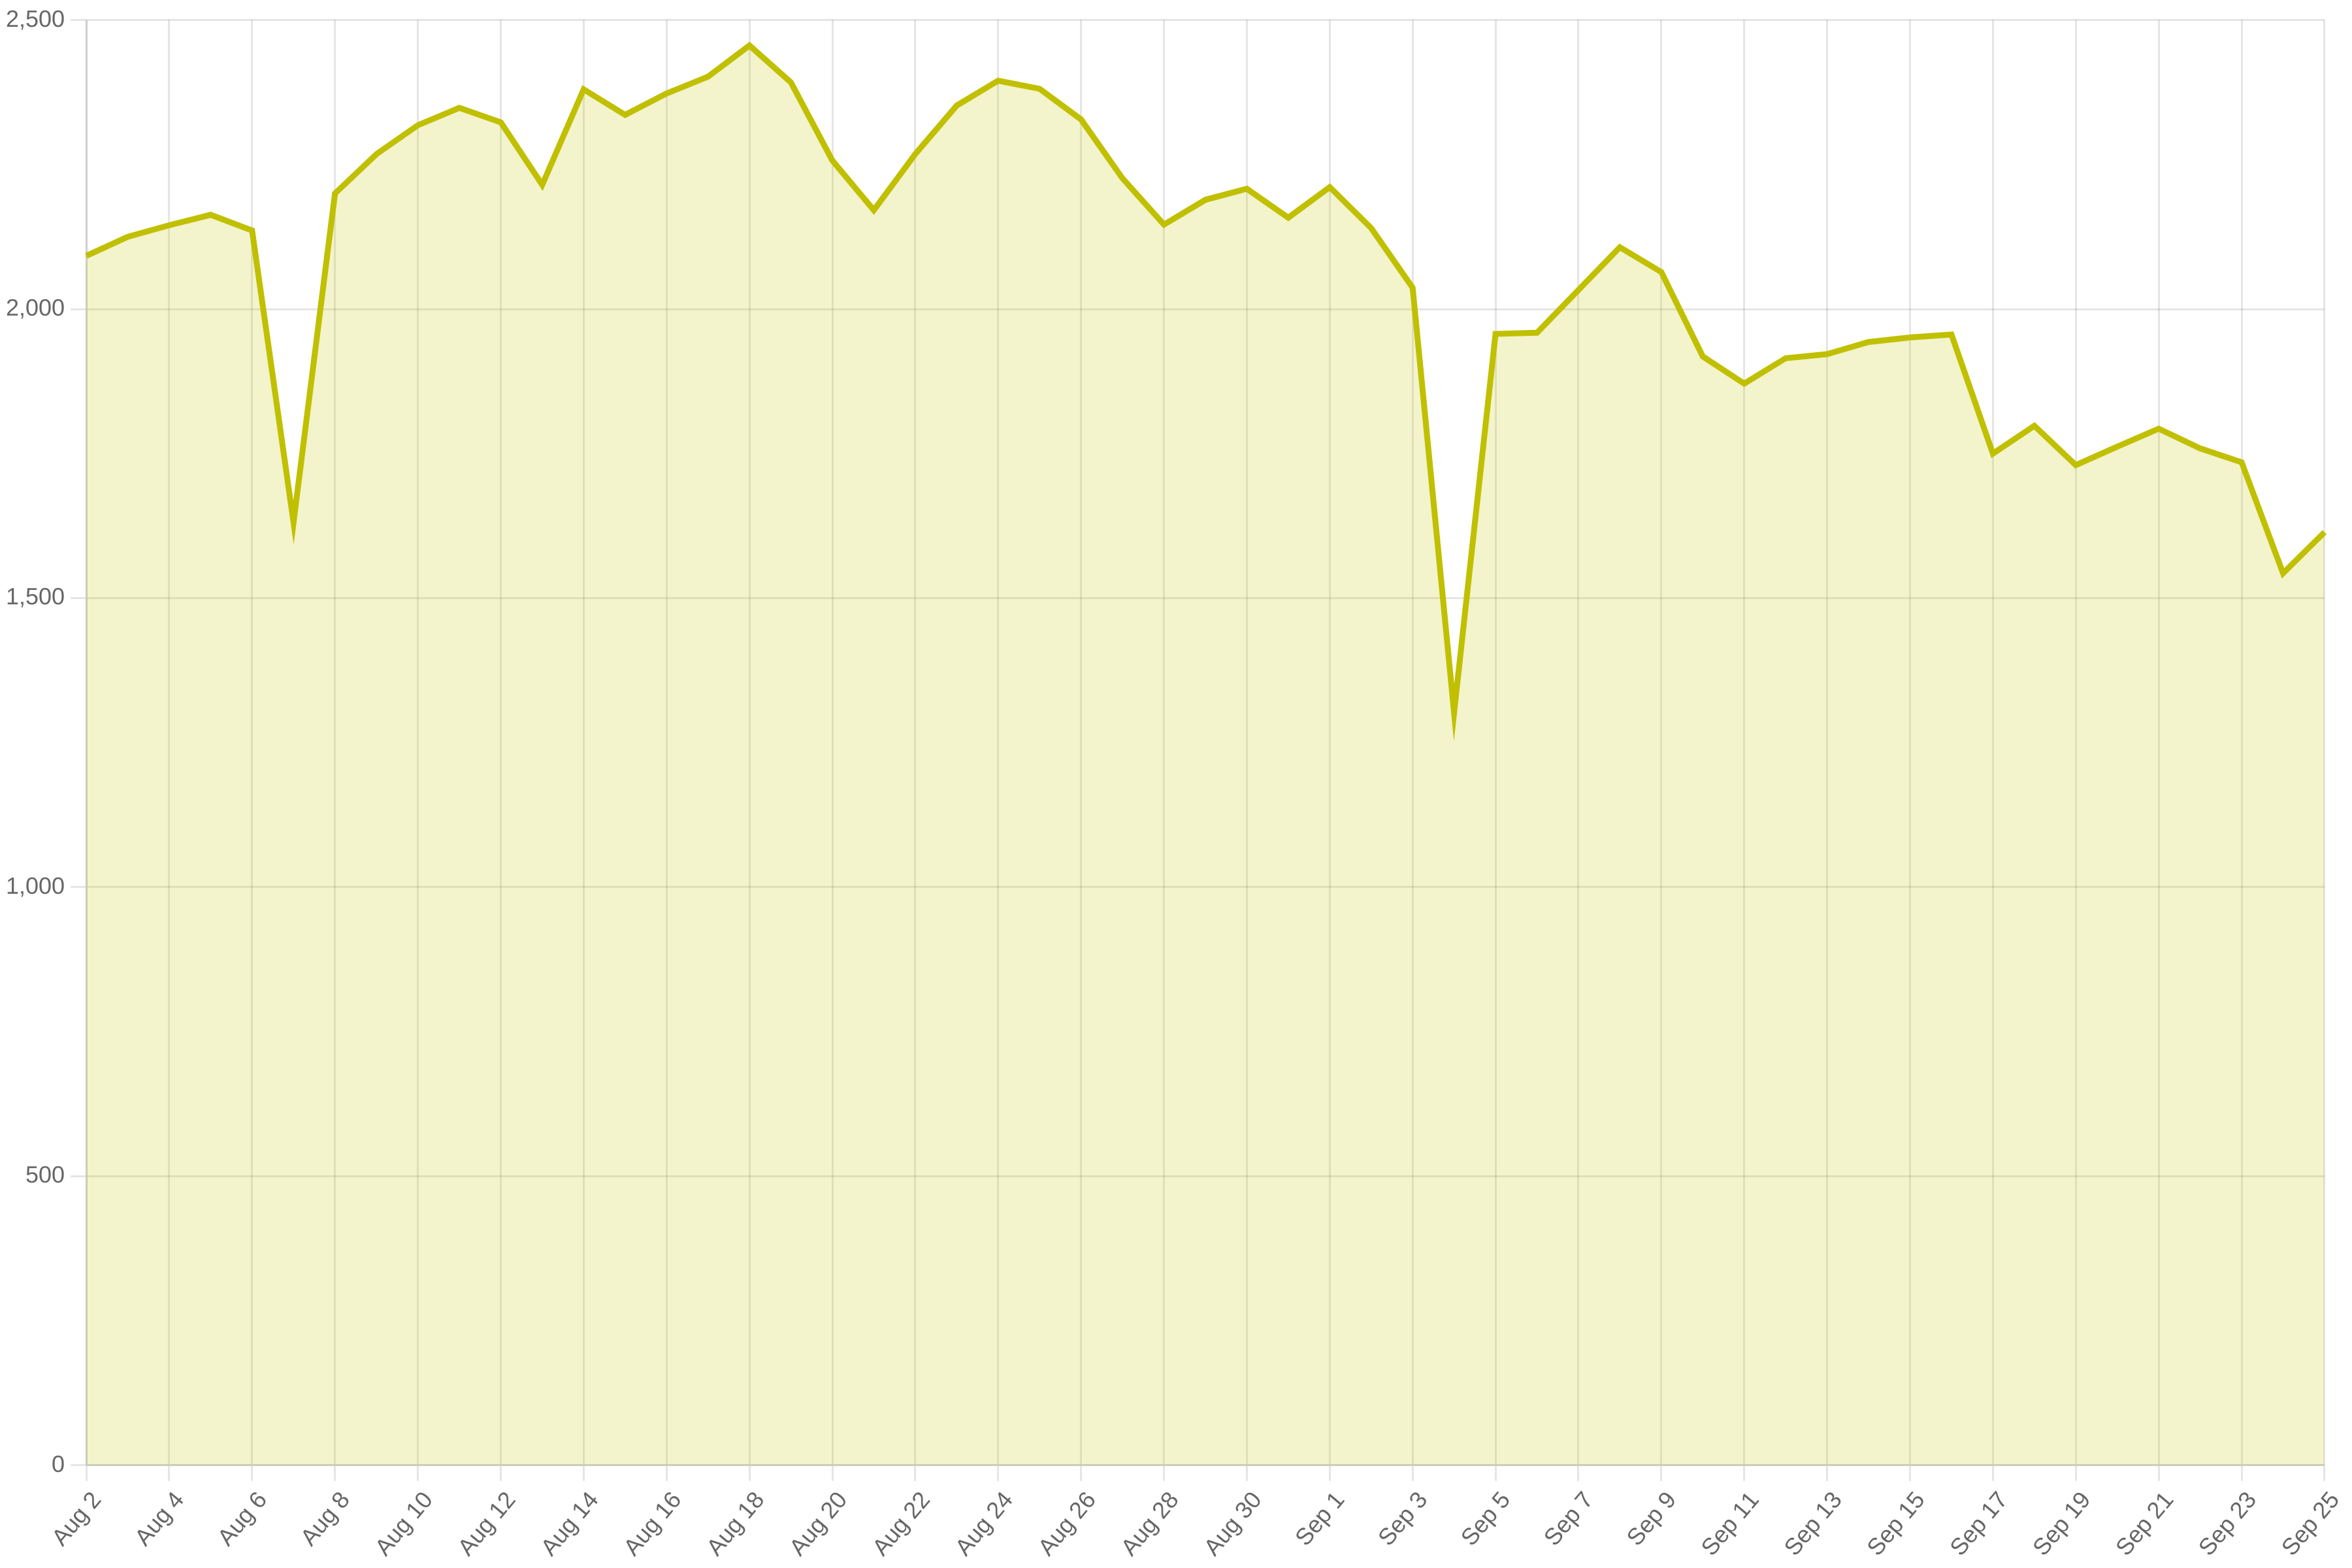 2,500
2,000
1,500
1,000
500
0
Aug 2
Aug 4
Aug 6
Aug 8
Aug 10
Aug 12
Aug 14
Aug 16
Aug 18
Aug 20
Aug 22
Aug 24
Aug 26
Aug 28
Aug 30
Sep 1
Sep 3
Sep 5
Sep 7
Sep 9
Sep 11
Sep 13
Sep 15
Sep 17
Sep 19
Sep 21
Sep 23
Sep 25